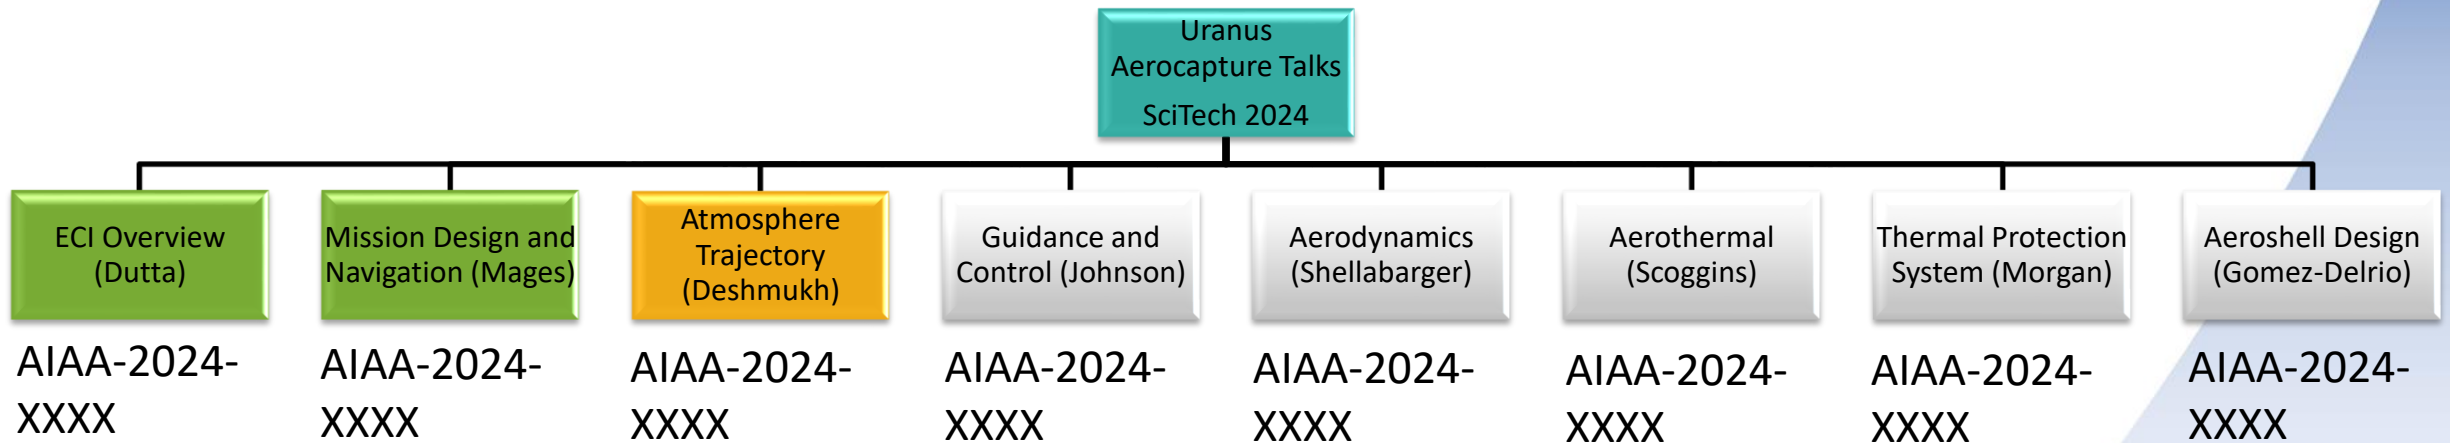 Uranus
Aerocapture Talks
SciTech 2024
ECI Overview
(Dutta)
Mission Design and
Navigation (Mages)
Atmosphere
Trajectory
(Deshmukh)
Guidance and
Control (Johnson)
Aerodynamics
(Shellabarger)
Aerothermal
(Scoggins)
Thermal Protection
System (Morgan)
Aeroshell Design
(Gomez-Delrio)
AIAA-2024-
XXXX
AIAA-2024-
XXXX
AIAA-2024-
XXXX
AIAA-2024-
XXXX
AIAA-2024-
XXXX
AIAA-2024-
XXXX
AIAA-2024-
XXXX
AIAA-2024-
XXXX